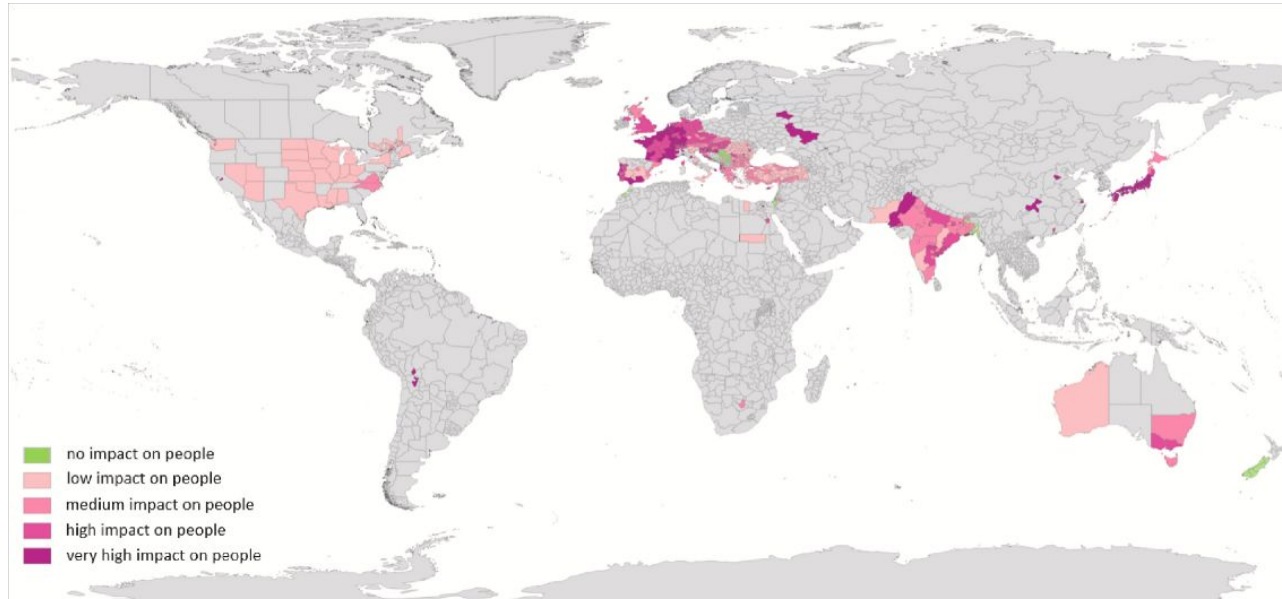 no impact on people
low impact on people
medium impact on people
high impact on people
very high impact on people